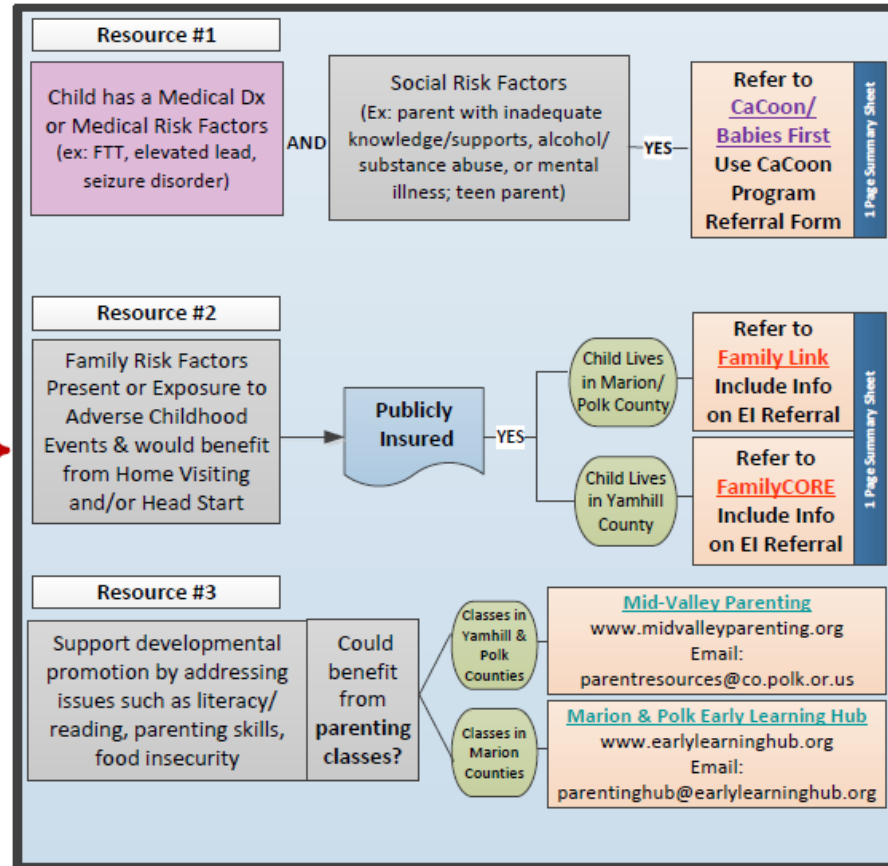 Resource #1
Child has a Medical Dx
or Medical Risk Factors
(ex: FTT, elevated lead,
seizure disorder)
AND
Social Risk Factors
(Ex: parent with inadequate
knowledge/supports, alcohol/
substance abuse, or mental
illness; teen parent)
YES
Refer to
CaCoon/
Babies First
Use CaCoon
Program
Referral Form
1 Page Summary Sheet
Resource #2
Family Risk Factors
Present or Exposure to
Adverse Childhood
Events & would benefit
from Home Visiting
and/or Head Start
Publicly
Insured
YES
Child Lives
in Marion/
Polk County
Refer to
Family Link
Include Info
on EI Referral
Child Lives
in Yamhill
County
Refer to
FamilyCORE
Include Info
on EI Referral
1 Page Summary Sheet
Resource #3
Support developmental
promotion by addressing
issues such as literacy/
reading, parenting skills,
food insecurity
Could
benefit
from
parenting
classes?
Classes in
Yamhill &
Polk
Counties
Mid-Valley Parenting
www.midvalleyparenting.org
Email:
parentresources@co.polk.or.us
Classes in
Marion
Counties
Marion & Polk Early Learning Hub
www.earlylearninghub.org
Email:
parentinghub@earlylearninghub.org